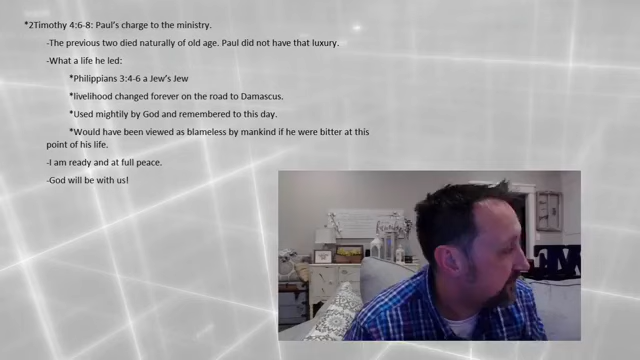 *2Timothy 4:6-8: Paul's charge to the ministry.
-The previous two died naturally of old age. Paul did not have that luxury.
-What a life he led:
*Philippians 3:4-6 a Jew's Jew
*livelihood changed forever on the road to Damascus.
*Used mightily by God and remembered to this day.
*Would have been viewed as blameless by mankind if he were bitter at this
point of his life.
-I am ready and at full peace.
-God will be with us!